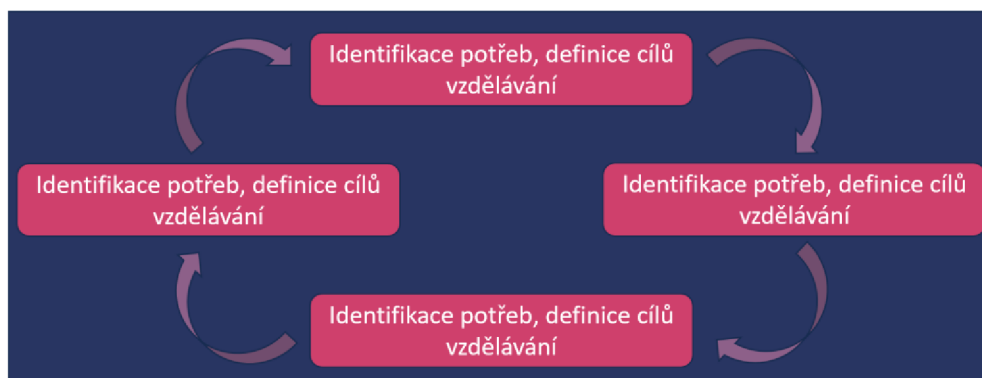 Identifikace potřeb, definice cílů
vzdělávání
Identifikace potřeb, definice cílů
vzdělávání
Identifikace potřeb, definice cílů
vzdělávání
Identifikace potřeb, definice cílů
vzdělávání